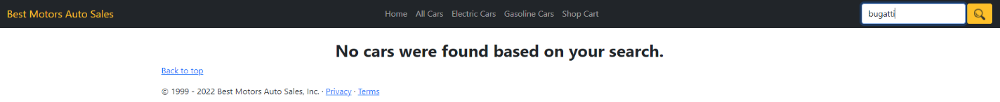 Best Motors Auto Sales Home All Cars Electric Cars Gasoline Cars Shop Cart bugatti
No cars were found based on your search.
Back to top
© 1999 - 2022 Best Motors Auto Sales, Inc. · Privacy · Terms